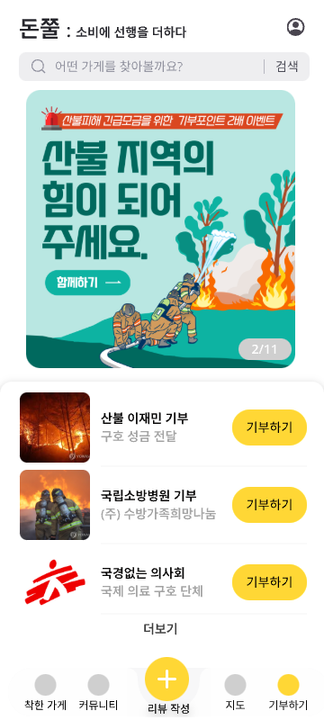 돈쭐 : 소비에 선행을 더하다
어떤 가게를 찾아볼까요? 검색
산불피해 긴급모금을 위한 기부포인트 2배 이벤트
산불 지역의
힘이 되어
주세요.
함께하기
2/11
산불 이재민 기부
구호 성금 전달
기부하기
국립소방병원 기부
(주) 수방가족희망나눔
기부하기
국경없는 의사회
국제 의료 구호 단체
기부하기
더보기
착한 가게 커뮤니티 리뷰 작성 지도 기부하기